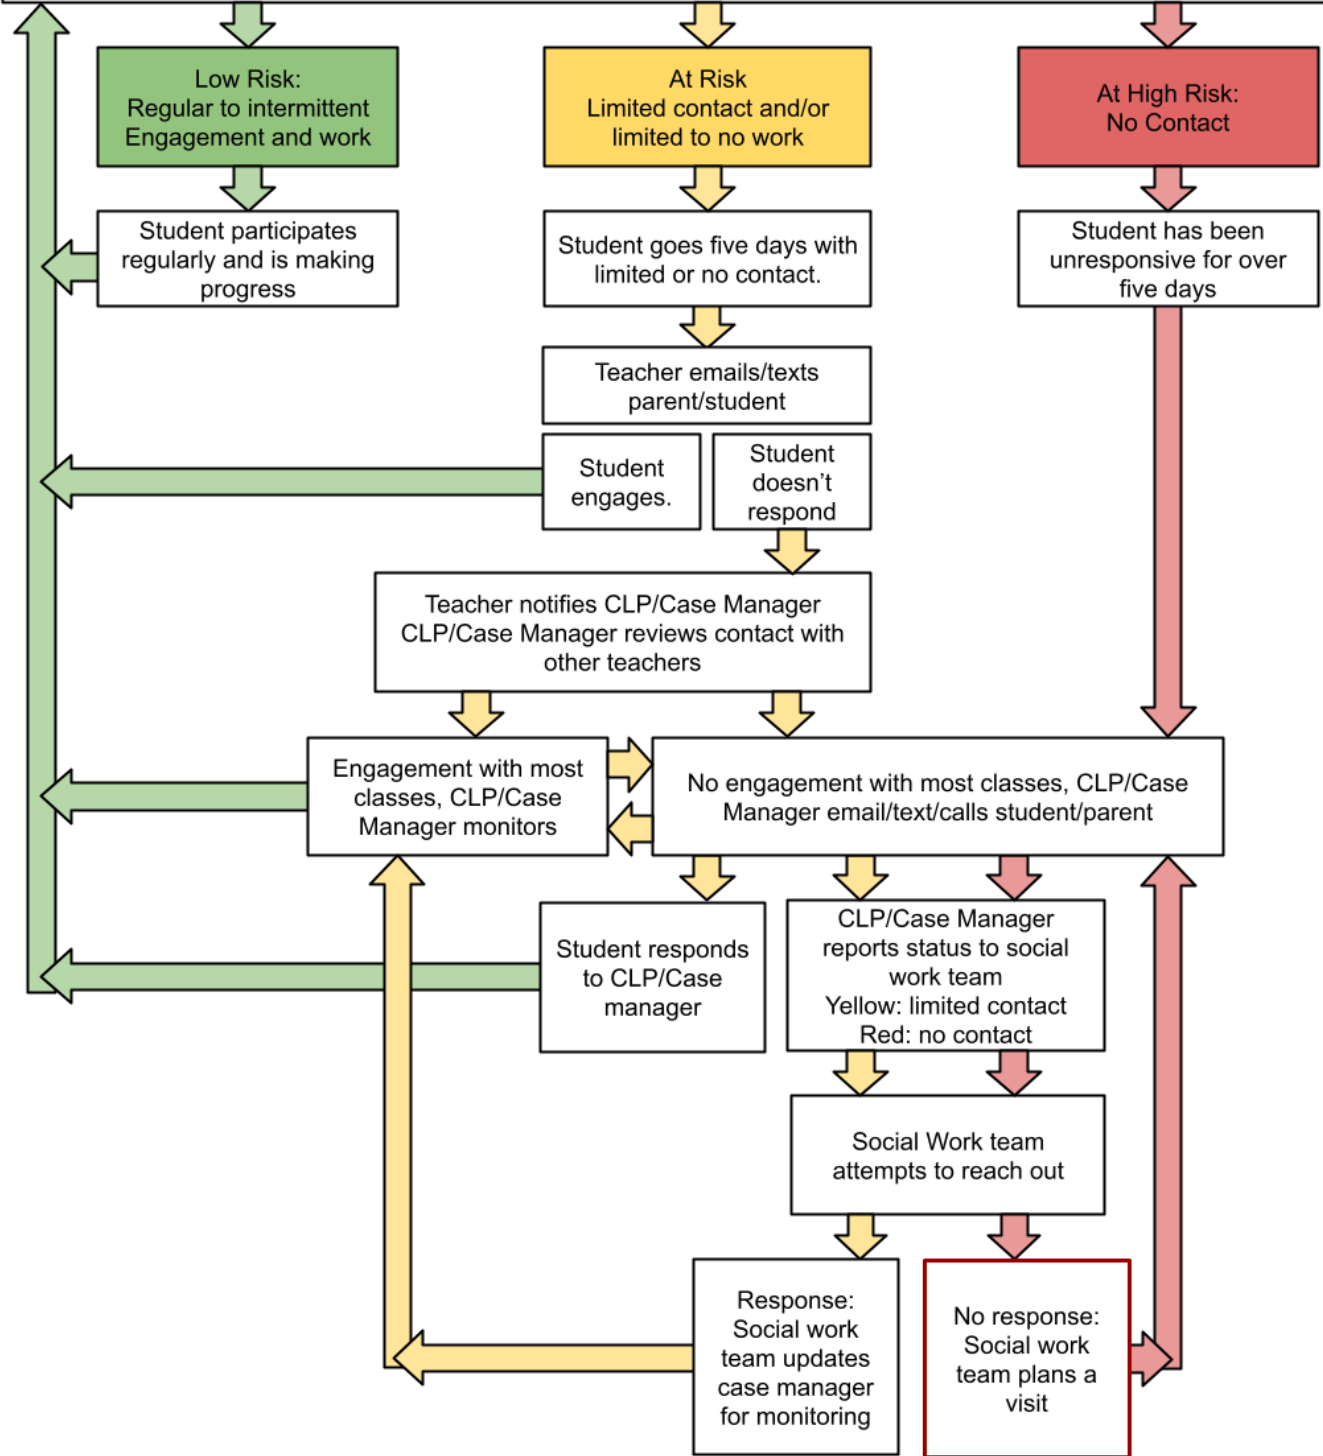 Low Risk:
Regular to intermittent
Engagement and work
At Risk
Limited contact and/or
limited to no work
At High Risk:
No Contact
Student participates
regularly and is making
progress
Student goes five days with
limited or no contact.
Student has been
unresponsive for over
five days
Teacher emails/texts
parent/student
Student
engages.
Student
doesn’t
respond
Teacher notifies CLP/Case Manager
CLP/Case Manager reviews contact with
other teachers
Engagement with most
classes, CLP/Case
Manager monitors
No engagement with most classes, CLP/Case
Manager email/text/calls student/parent
Student responds
to CLP/Case
manager
CLP/Case Manager
reports status to social
work team
Yellow: limited contact
Red: no contact
Social Work team
attempts to reach out
Response:
Social work
team updates
case manager
for monitoring
No response:
Social work
team plans a
visit